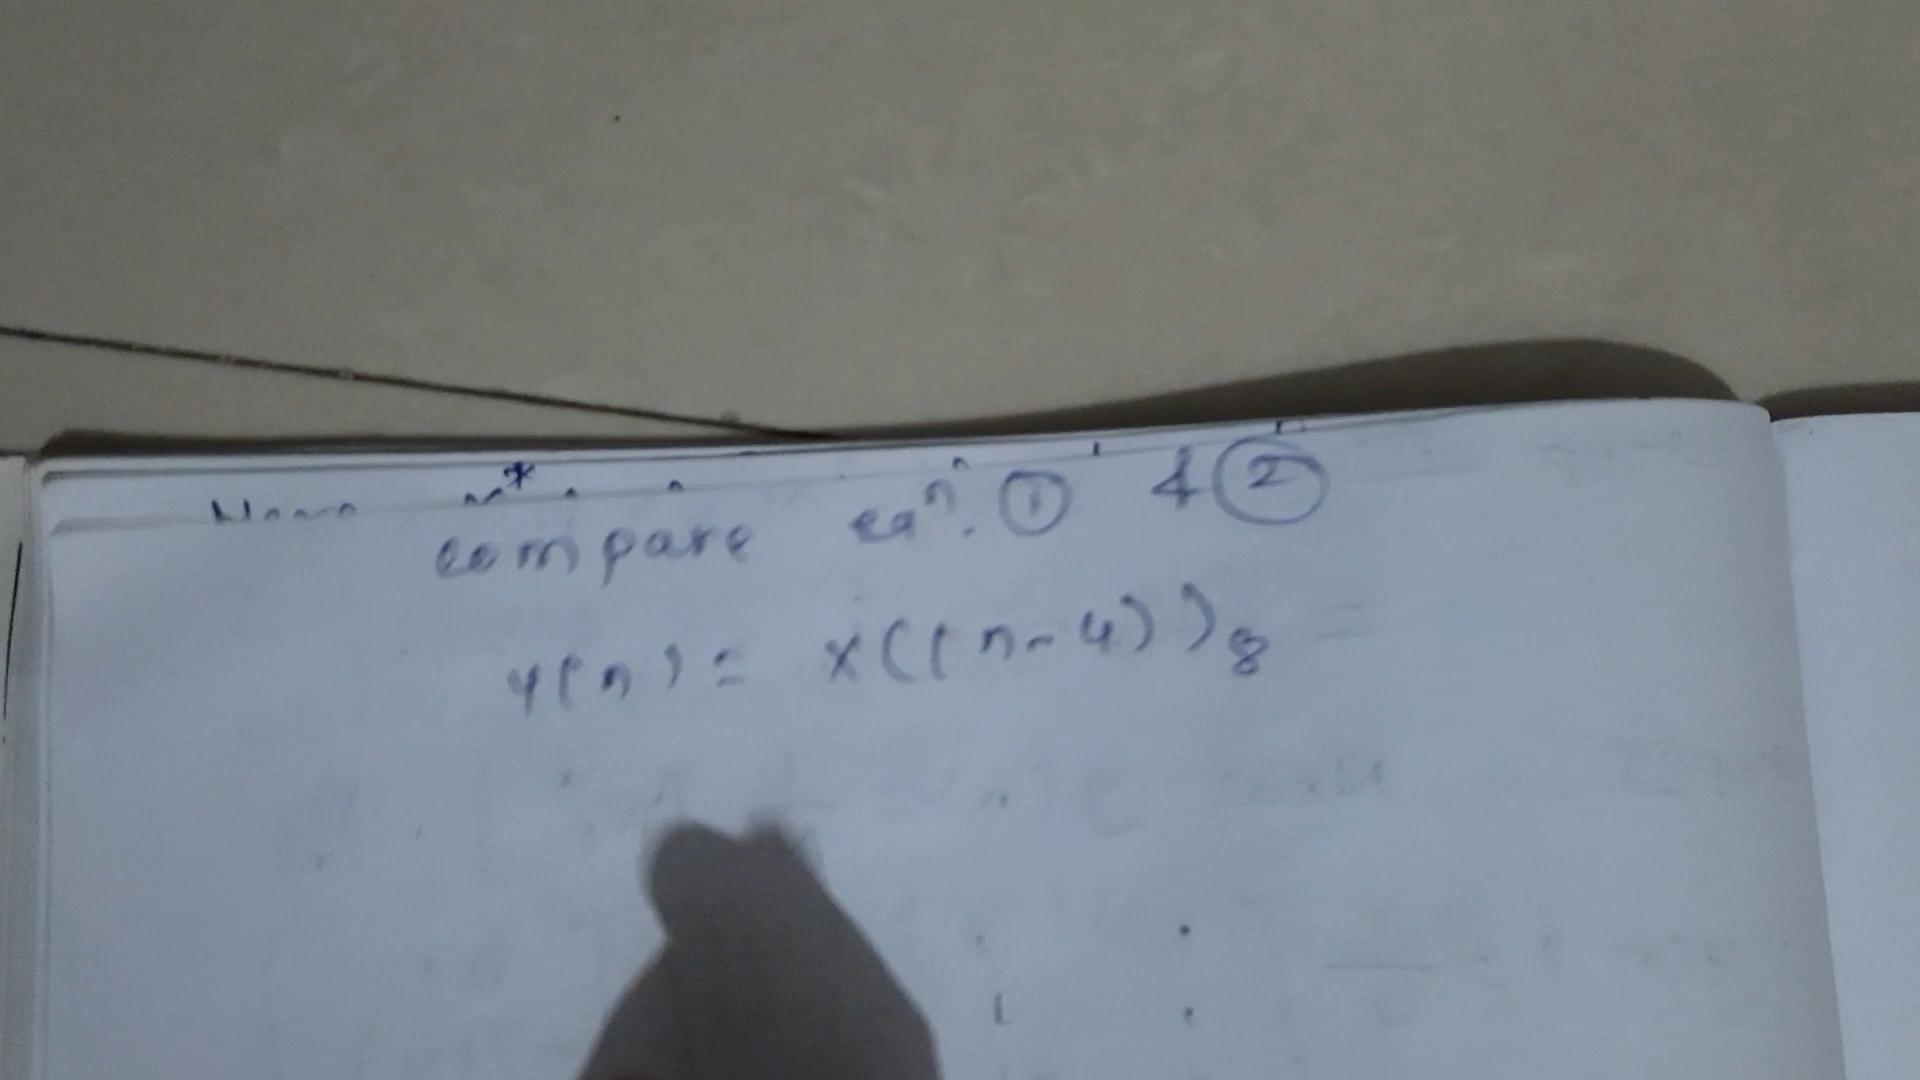 compare eqn. ① & ②
y(n) = x((n-4))8